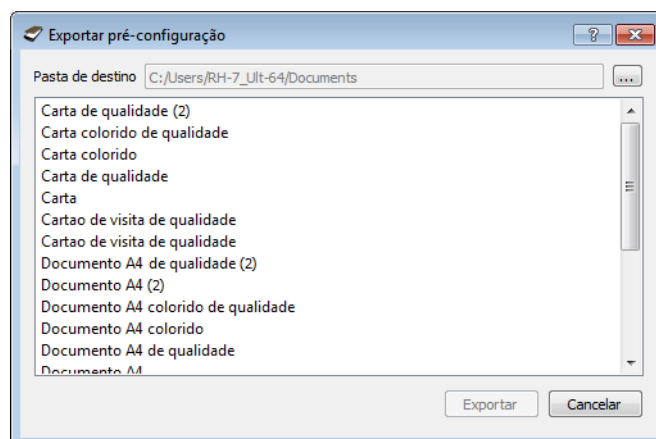 Exportar pré-configuração
Pasta de destino C:/Users/RH-7_Ult-64/Documents ...
Carta de qualidade (2)
Carta colorido de qualidade
Carta colorido
Carta de qualidade
Carta
Cartao de visita de qualidade
Cartao de visita de qualidade
Documento A4 de qualidade (2)
Documento A4 (2)
Documento A4 colorido de qualidade
Documento A4 colorido
Documento A4 de qualidade
Documento A4
Exportar Cancelar